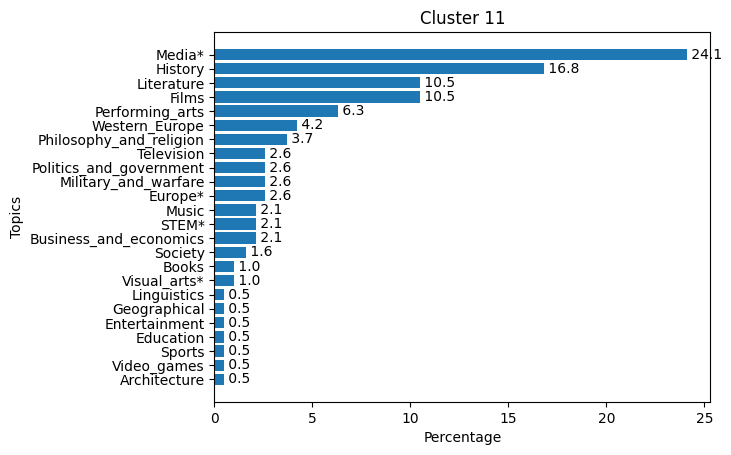 Cluster 11
Media* 24.1
History 16.8
Literature 10.5
Films 10.5
Performing_arts 6.3
Western_Europe 4.2
Philosophy_and_religion 3.7
Television 2.6
Politics_and_government 2.6
Military_and_warfare 2.6
Europe* 2.6
Music 2.1
STEM* 2.1
Business_and_economics 2.1
Society 1.6
Books 1.0
Visual_arts* 1.0
Linguistics 0.5
Geographical 0.5
Entertainment 0.5
Education 0.5
Sports 0.5
Video_games 0.5
Architecture 0.5
Topics
0 5 10 15 20 25
Percentage